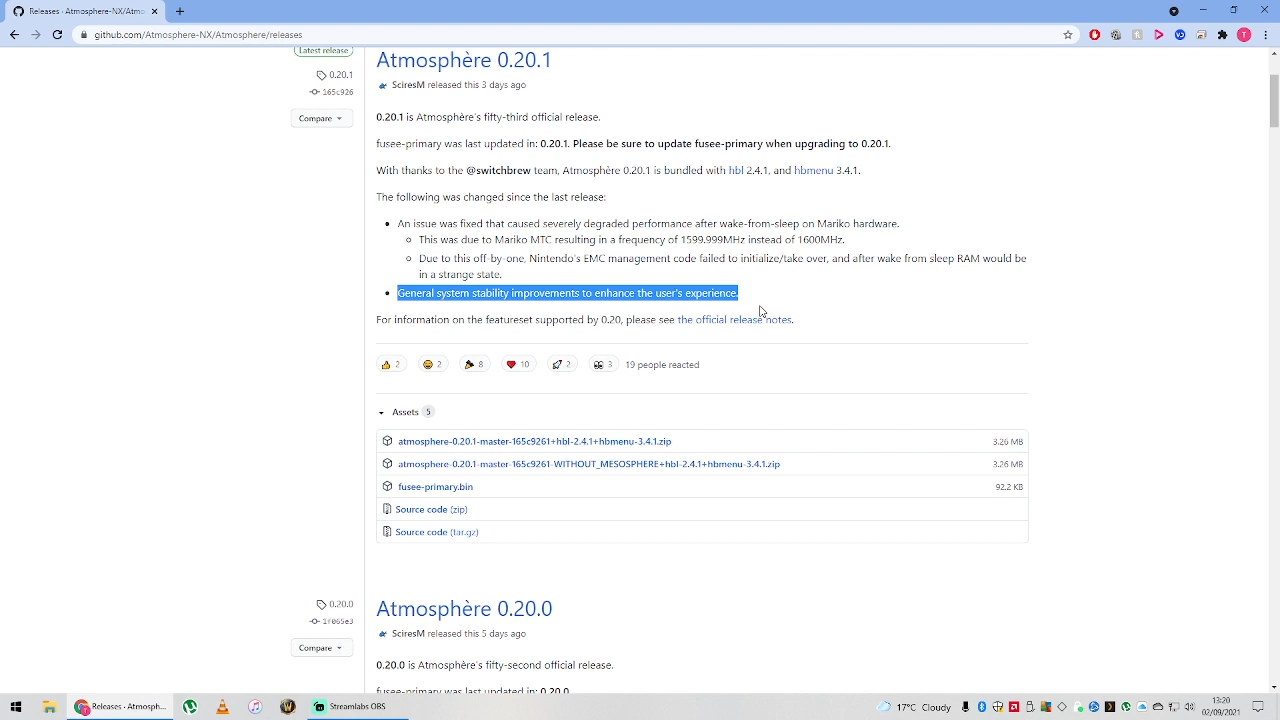 Releases · Atmosphere-NX/Atmo
github.com/Atmosphere-NX/Atmosphere/releases
T
Latest release
0.20.1
165c926
Compare
Atmosphère 0.20.1
SciresM released this 3 days ago
0.20.1 is Atmosphère's fifty-third official release.
fusee-primary was last updated in: 0.20.1. Please be sure to update fusee-primary when upgrading to 0.20.1.
With thanks to the @switchbrew team, Atmosphère 0.20.1 is bundled with hbl 2.4.1, and hbmenu 3.4.1.
The following was changed since the last release:
An issue was fixed that caused severely degraded performance after wake-from-sleep on Mariko hardware.
This was due to Mariko MTC resulting in a frequency of 1599.999MHz instead of 1600MHz.
Due to this off-by-one, Nintendo's EMC management code failed to initialize/take over, and after wake from sleep RAM would be
in a strange state.
General system stability improvements to enhance the user's experience.
For information on the featureset supported by 0.20, please see the official release notes.
2 2 8 10 2 3 19 people reacted
Assets 5
atmosphere-0.20.1-master-165c9261+hbl-2.4.1+hbmenu-3.4.1.zip 3.26 MB
atmosphere-0.20.1-master-165c9261-WITHOUT_MESOSPHERE+hbl-2.4.1+hbmenu-3.4.1.zip 3.26 MB
fusee-primary.bin 92.2 KB
Source code (zip)
Source code (tar.gz)
0.20.0
1f065e3
Compare
Atmosphère 0.20.0
SciresM released this 5 days ago
0.20.0 is Atmosphère's fifty-second official release.
fusee-primary was last updated in: 0.20.0
Releases · Atmosph...
Streamlabs OBS
17°C Cloudy
13:20
02/09/2021